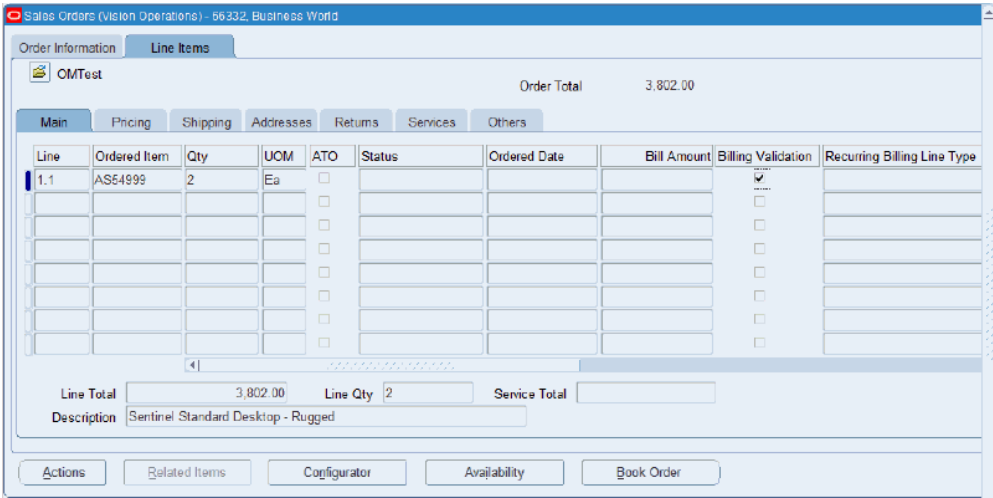 Sales Orders (Vision Operations) - 56332, Business World
Order Information Line Items
OMTest
Order Total 3,802.00
Main Pricing Shipping Addresses Returns Services Others
Line Ordered Item Qty UOM ATO Status Ordered Date Bill Amount Billing Validation Recurring Billing Line Type
1.1 AS54999 2 Ea
Line Total 3,802.00 Line Qty 2 Service Total
Description Sentinel Standard Desktop - Rugged
Actions Related Items Configurator Availability Book Order